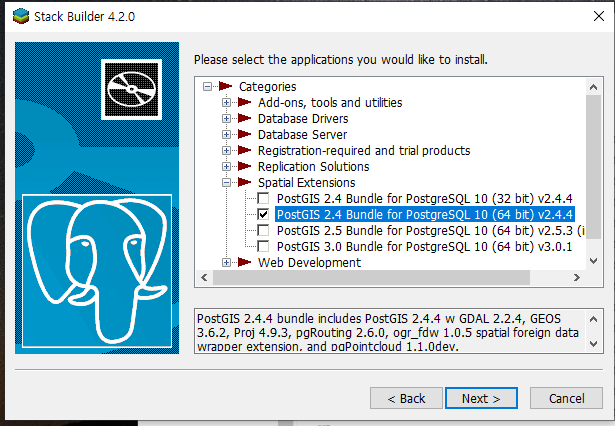 Stack Builder 4.2.0
Please select the applications you would like to install.
Categories
Add-ons, tools and utilities
Database Drivers
Database Server
Registration-required and trial products
Replication Solutions
Spatial Extensions
PostGIS 2.4 Bundle for PostgreSQL 10 (32 bit) v2.4.4
PostGIS 2.4 Bundle for PostgreSQL 10 (64 bit) v2.4.4
PostGIS 2.5 Bundle for PostgreSQL 10 (64 bit) v2.5.3 (i
PostGIS 3.0 Bundle for PostgreSQL 10 (64 bit) v3.0.1
Web Development
PostGIS 2.4.4 bundle includes PostGIS 2.4.4 w GDAL 2.2.4, GEOS
3.6.2, Proj 4.9.3, pgRouting 2.6.0, ogr_fdw 1.0.5 spatial foreign data
wrapper extension, and pgPointcloud 1.1.0dev.
< Back
Next >
Cancel